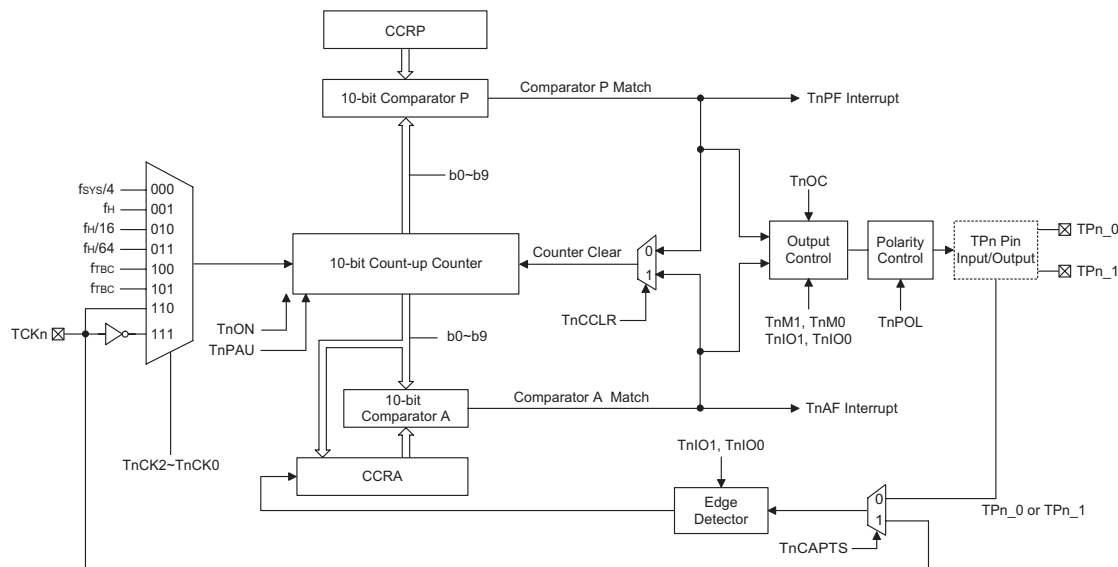 CCRP
10-bit Comparator P
Comparator P Match
TnPF Interrupt
b0~b9
fSYS/4
000
fH
001
fH/16
010
fH/64
011
fTBC
100
fTBC
101
110
111
TCKn
TnCK2~TnCK0
10-bit Count-up Counter
TnON
TnPAU
Counter Clear
0
1
TnCCLR
TnOC
Output
Control
TnM1, TnM0
TnIO1, TnIO0
Polarity
Control
TnPOL
TPn Pin
Input/Output
TPn_0
TPn_1
b0~b9
10-bit
Comparator A
Comparator A Match
TnAF Interrupt
CCRA
TnIO1, TnIO0
Edge
Detector
0
1
TnCAPTS
TPn_0 or TPn_1